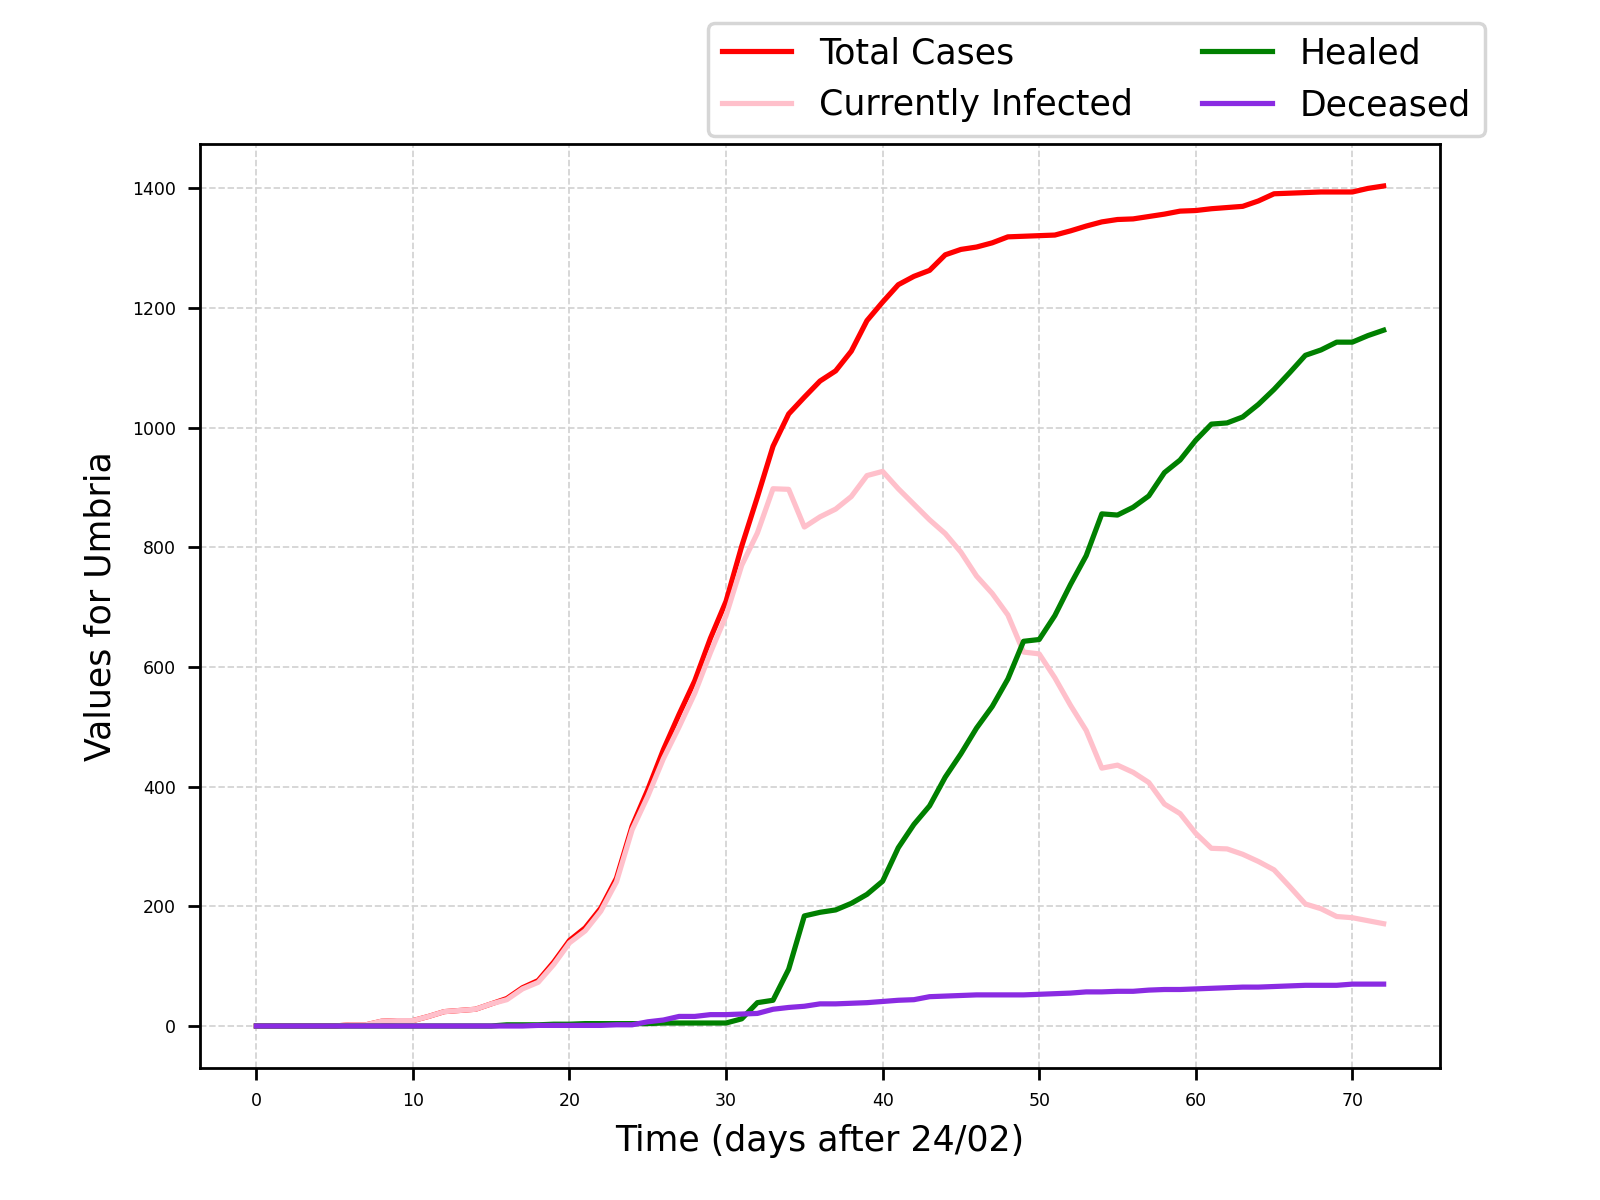 Total Cases
Currently Infected
Healed
Deceased
1400
1200
1000
800
600
400
200
0
Values for Umbria
0 10 20 30 40 50 60 70
Time (days after 24/02)